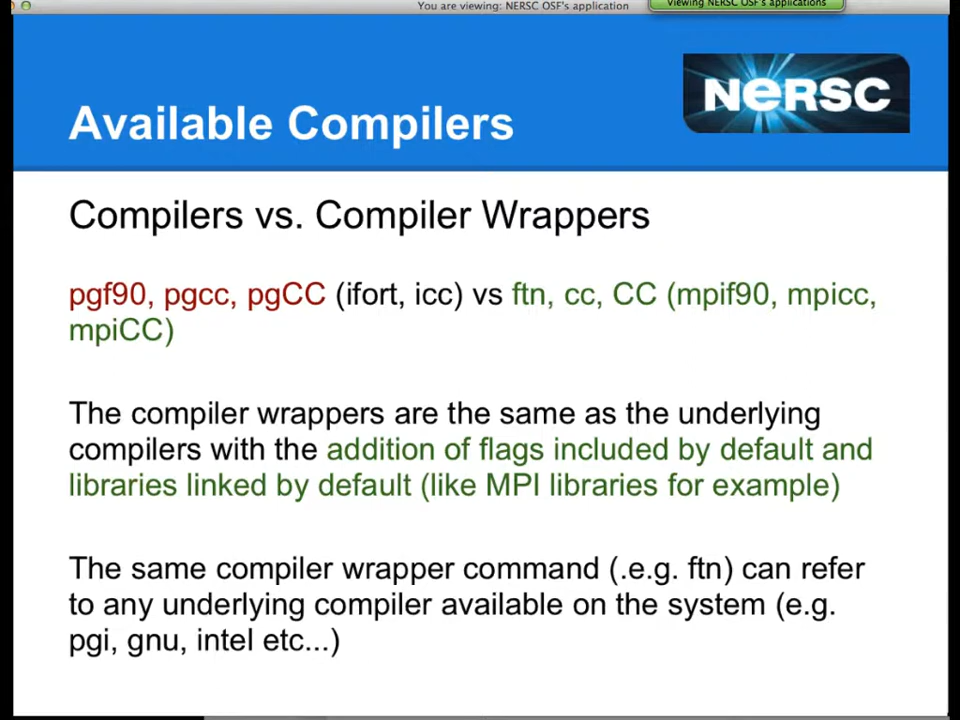 You are viewing: NERSC OSF's application
Viewing NERSC OSF's applications
NERSC
Available Compilers
Compilers vs. Compiler Wrappers
pgf90, pgcc, pgCC (ifort, icc) vs ftn, cc, CC (mpif90, mpicc,
mpiCC)
The compiler wrappers are the same as the underlying
compilers with the addition of flags included by default and
libraries linked by default (like MPI libraries for example)
The same compiler wrapper command (.e.g. ftn) can refer
to any underlying compiler available on the system (e.g.
pgi, gnu, intel etc...)